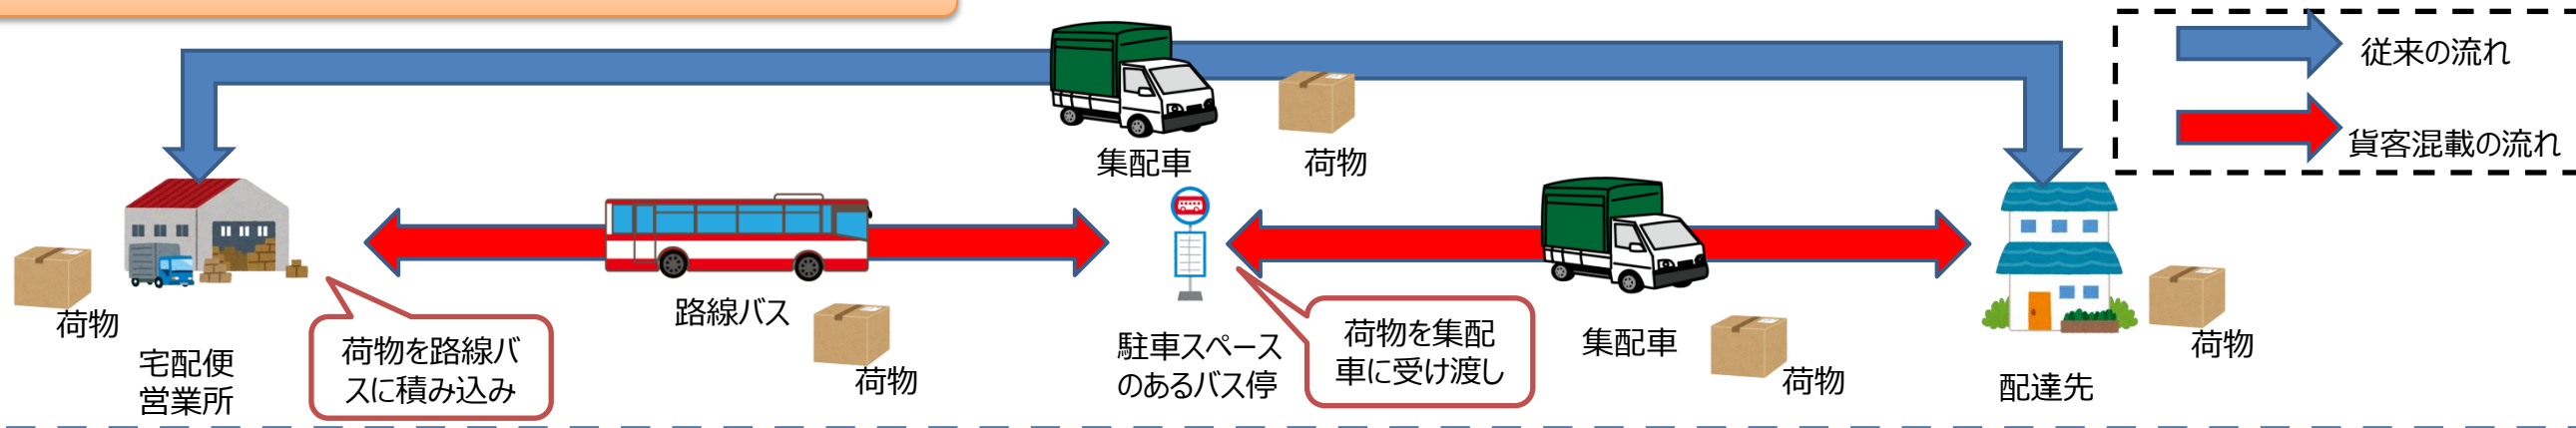 従来の流れ
貨客混載の流れ
集配車
荷物
荷物
宅配便
営業所
荷物を路線バ
スに積み込み
路線バス
荷物
駐車スペース
のあるバス停
荷物を集配
車に受け渡し
集配車
荷物
配達先
荷物